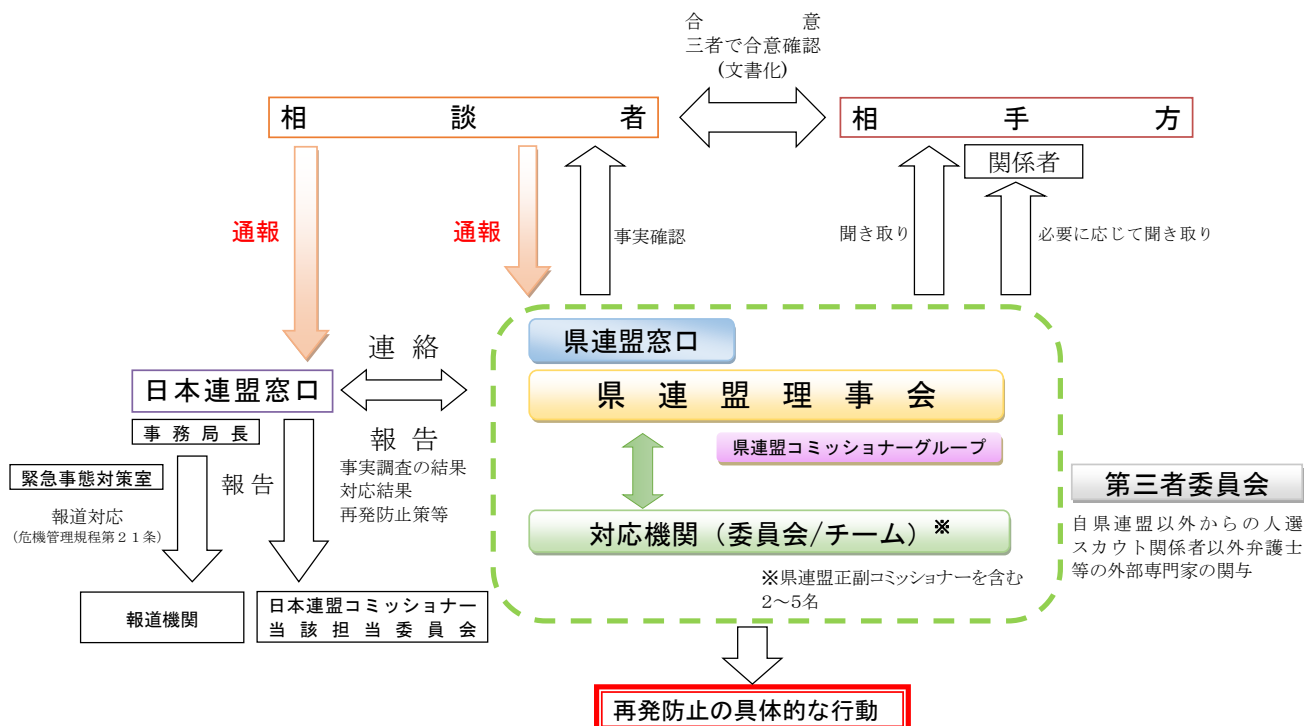 合　　　意
三者で合意確認
(文書化)
相　談　者
相　手　方
関係者
通報
通報
事実確認
聞き取り
必要に応じて聞き取り
県連盟窓口
連 絡
日本連盟窓口
県 連 盟 理 事 会
事 務 局 長
報 告
県連盟コミッショナーグループ
事実調査の結果
対応結果
再発防止策等
緊急事態対策室
報 告
第三者委員会
報道対応
(危機管理規程第２１条)
対応機関（委員会/チーム）※
自県連盟以外からの人選
スカウト関係者以外弁護士
等の外部専門家の関与
※県連盟正副コミッショナーを含む
2～5名
報道機関
日本連盟コミッショナー
当 該 担 当 委 員 会
再発防止の具体的な行動